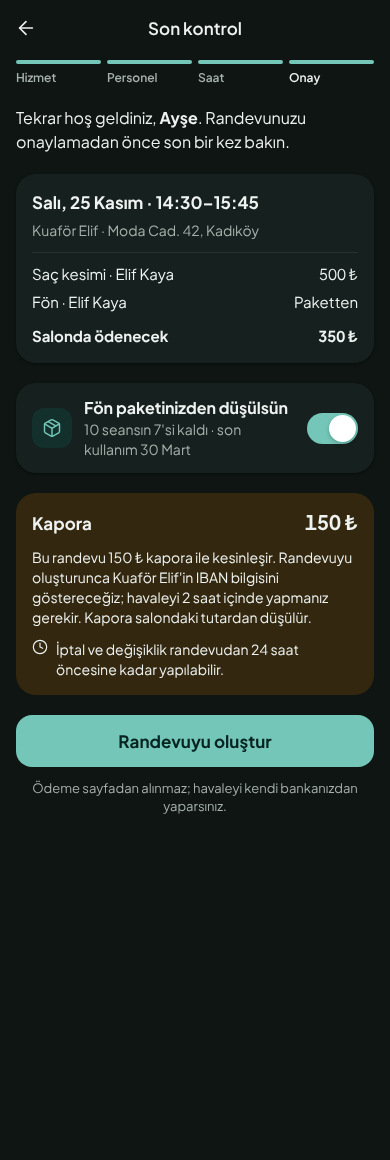 Son kontrol
Hizmet Personel Saat Onay
Tekrar hoş geldiniz, Ayşe. Randevunuzu
onaylamadan önce son bir kez bakın.
Salı, 25 Kasım · 14:30–15:45
Kuaför Elif · Moda Cad. 42, Kadıköy
Saç kesimi · Elif Kaya 500 ₺
Fön · Elif Kaya Paketten
Salonda ödenecek 350 ₺
Fön paketinizden düşülsün
10 seansın 7'si kaldı · son
kullanım 30 Mart
Kapora 150 ₺
Bu randevu 150 ₺ kapora ile kesinleşir. Randevuyu
oluşturunca Kuaför Elif'in IBAN bilgisini
göstereceğiz; havaleyi 2 saat içinde yapmanız
gerekir. Kapora salondaki tutardan düşülür.
İptal ve değişiklik randevudan 24 saat
öncesine kadar yapılabilir.
Randevuyu oluştur
Ödeme sayfadan alınmaz; havaleyi kendi bankanızdan
yaparsınız.